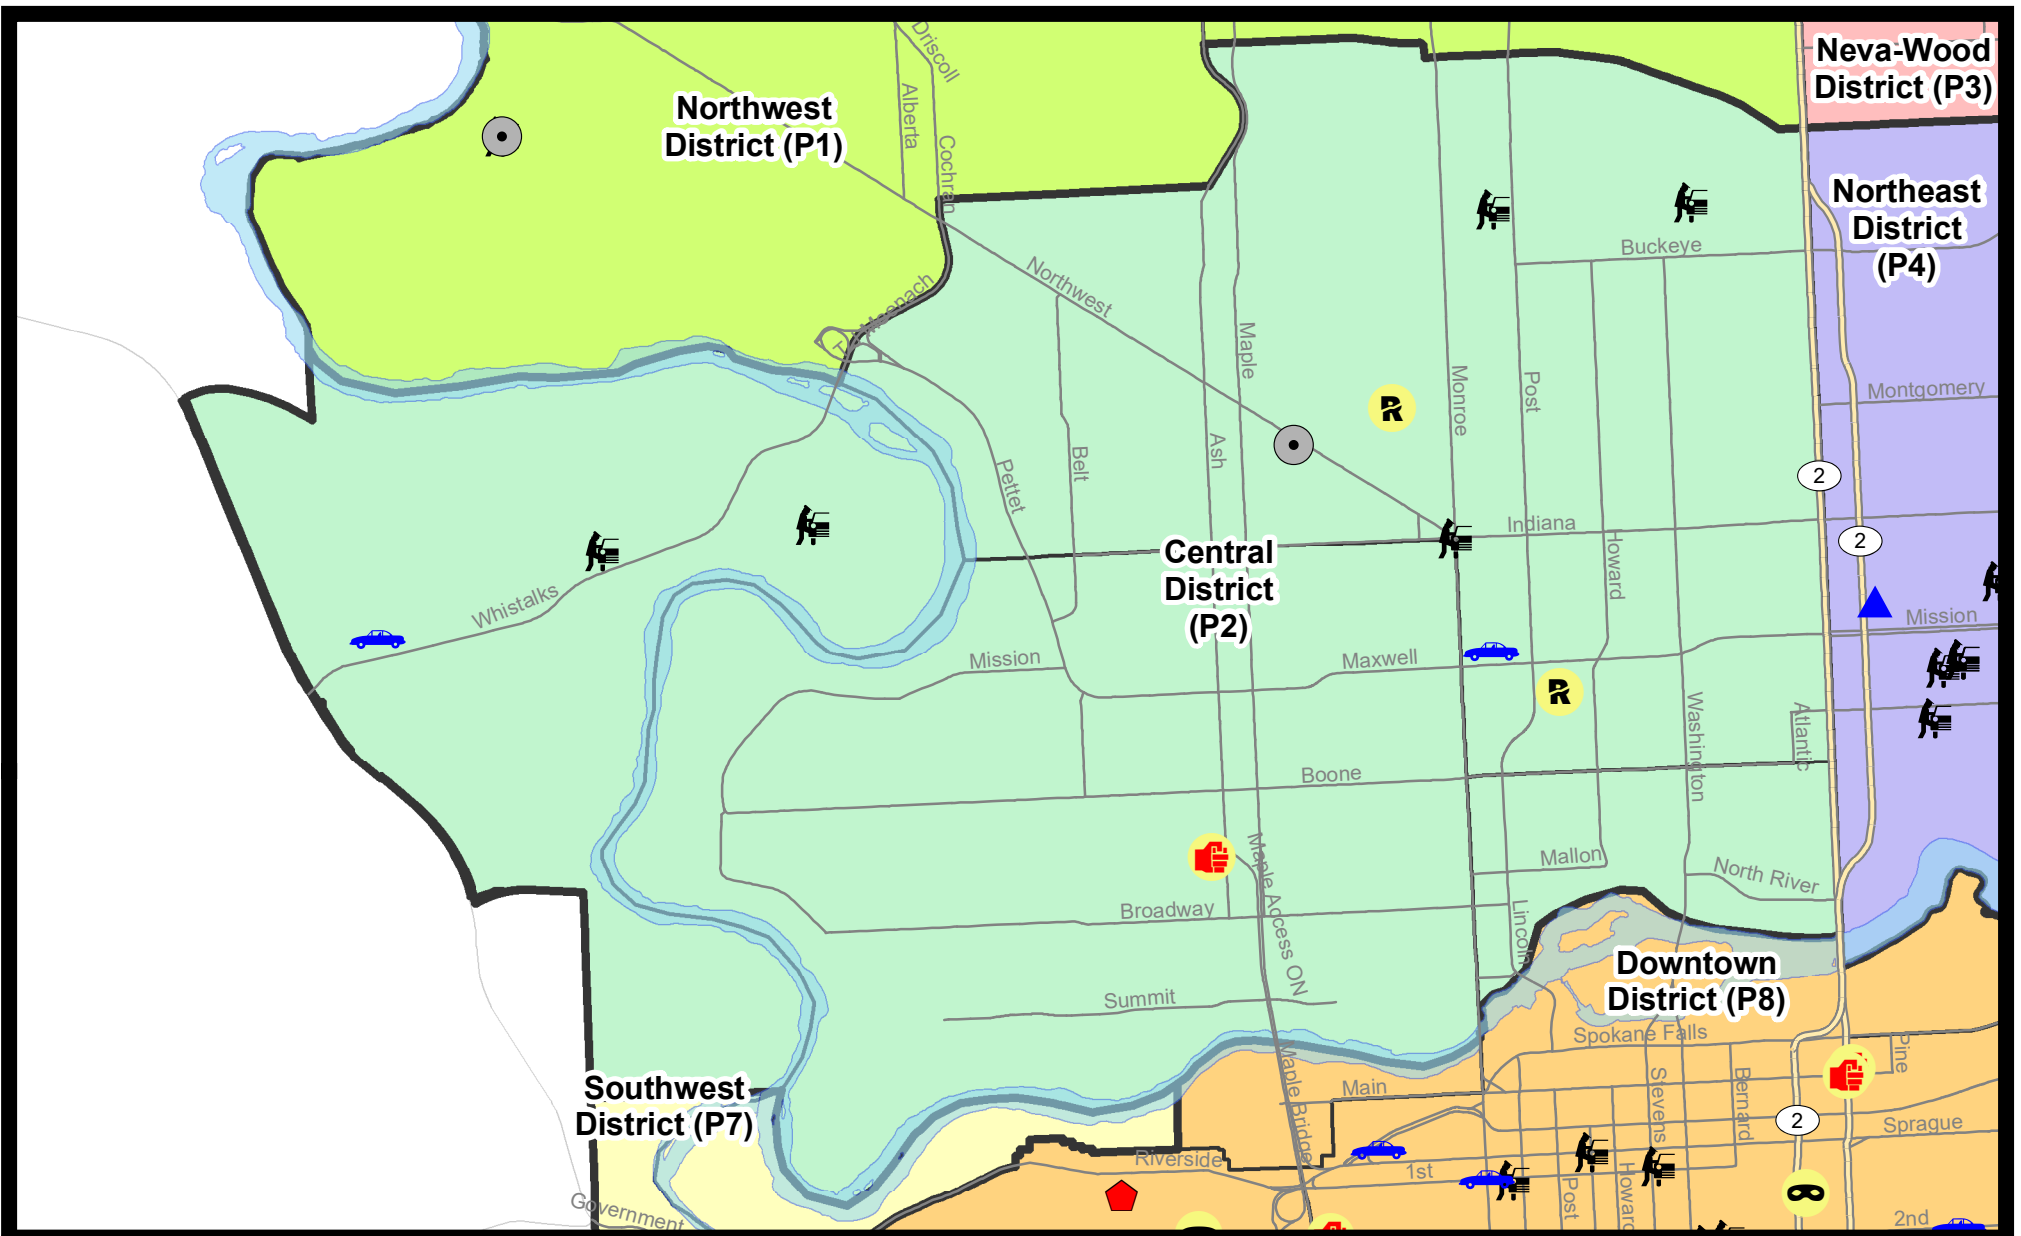 Neva-Wood
District (P3)
Driscoll
Northwest
District (P1)
Alberta
Cochran
Northeast
District
(P4)
Buckeye
Northwest
Maple
Monroe
Post
Montgomery
Ash
Belt
Pettet
2
Indiana
Howard
2
Central
District
(P2)
Whistalks
Mission
Mission
Maxwell
R
R
Washington
Atlantic
Boone
Maple Access ON
Mallon
North River
Broadway
Lincoln
Downtown
District (P8)
Summit
Spokane Falls
Pine
Maple Bridge
Main
Stevens
Bernard
Southwest
District (P7)
2
Sprague
Riverside
1st
Post
Howard
Government
2nd